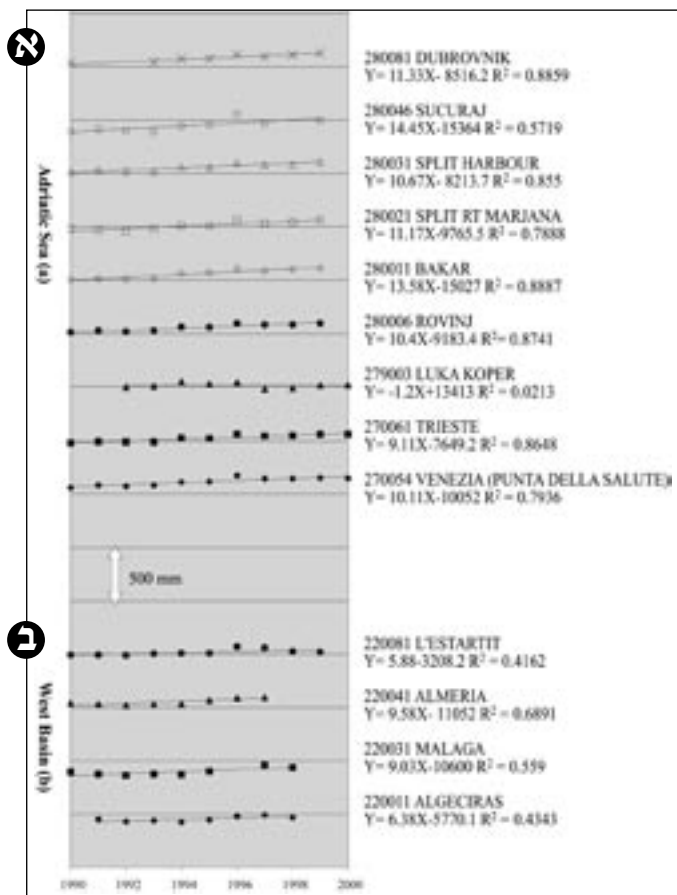 א
Adriatic Sea (a)
280081 DUBROVNIK
Y= 11.33X- 8516.2 R² = 0.8859
280046 SUCURAJ
Y= 14.45X-15364 R² = 0.5719
280031 SPLIT HARBOUR
Y= 10.67X- 8213.7 R² = 0.855
280021 SPLIT RT MARJANA
Y= 11.17X-9765.5 R² = 0.7888
280011 BAKAR
Y= 13.58X-15027 R² = 0.8887
280006 ROVINJ
Y= 10.4X-9183.4 R²= 0.8741
279003 LUKA KOPER
Y= -1.2X+13413 R² = 0.0213
270061 TRIESTE
Y= 9.11X-7649.2 R² = 0.8648
270054 VENEZIA (PUNTA DELLA SALUTE)
Y= 10.11X-10052 R² = 0.7936
500 mm
ב
West Basin (b)
220081 L'ESTARTIT
Y= 5.88-3208.2 R² = 0.4162
220041 ALMERIA
Y= 9.58X- 11052 R² = 0.6891
220031 MALAGA
Y= 9.03X-10600 R² = 0.559
220011 ALGECIRAS
Y= 6.38X-5770.1 R² = 0.4343
1990 1992 1994 1996 1998 2000